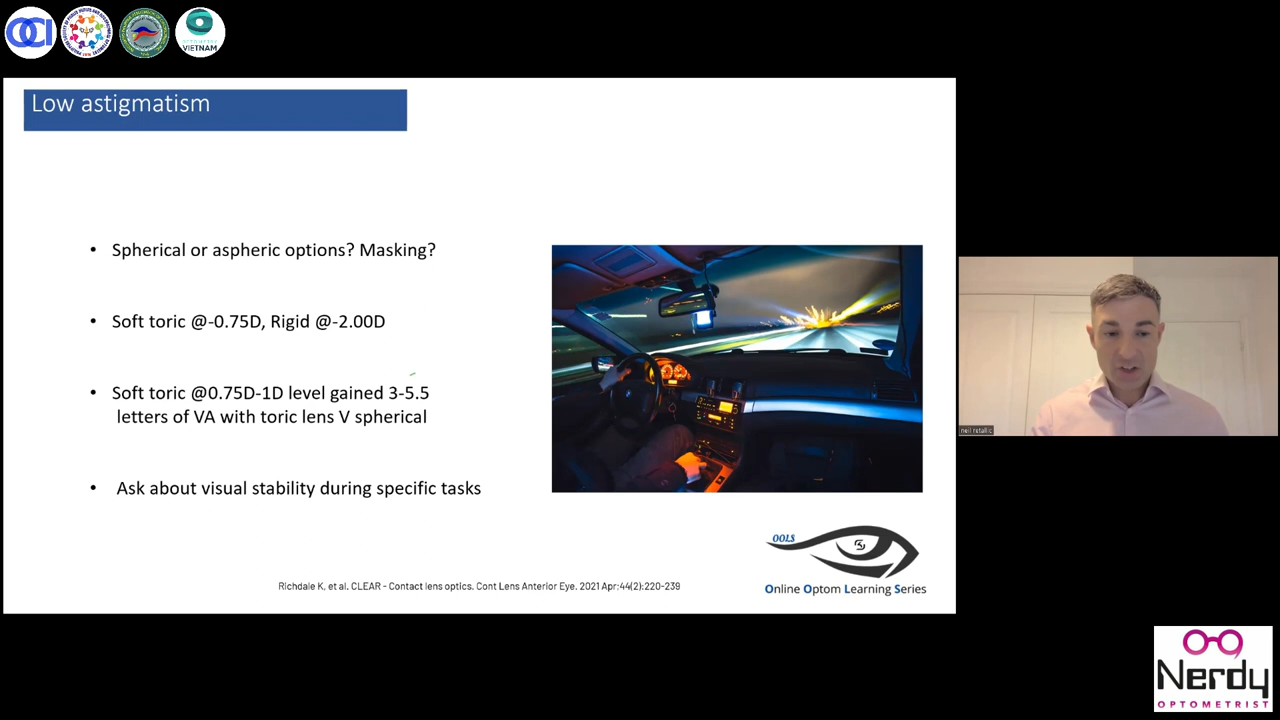 OCI
OPTOMETRY
VIETNAM
Low astigmatism
• Spherical or aspheric options? Masking?
• Soft toric @-0.75D, Rigid @-2.00D
• Soft toric @0.75D-1D level gained 3-5.5
letters of VA with toric lens V spherical
• Ask about visual stability during specific tasks
neil retallic
OOLS
Online Optom Learning Series
Richdale K, et al. CLEAR - Contact lens optics. Cont Lens Anterior Eye. 2021 Apr;44(2):220-239
Nerdy
OPTOMETRIST